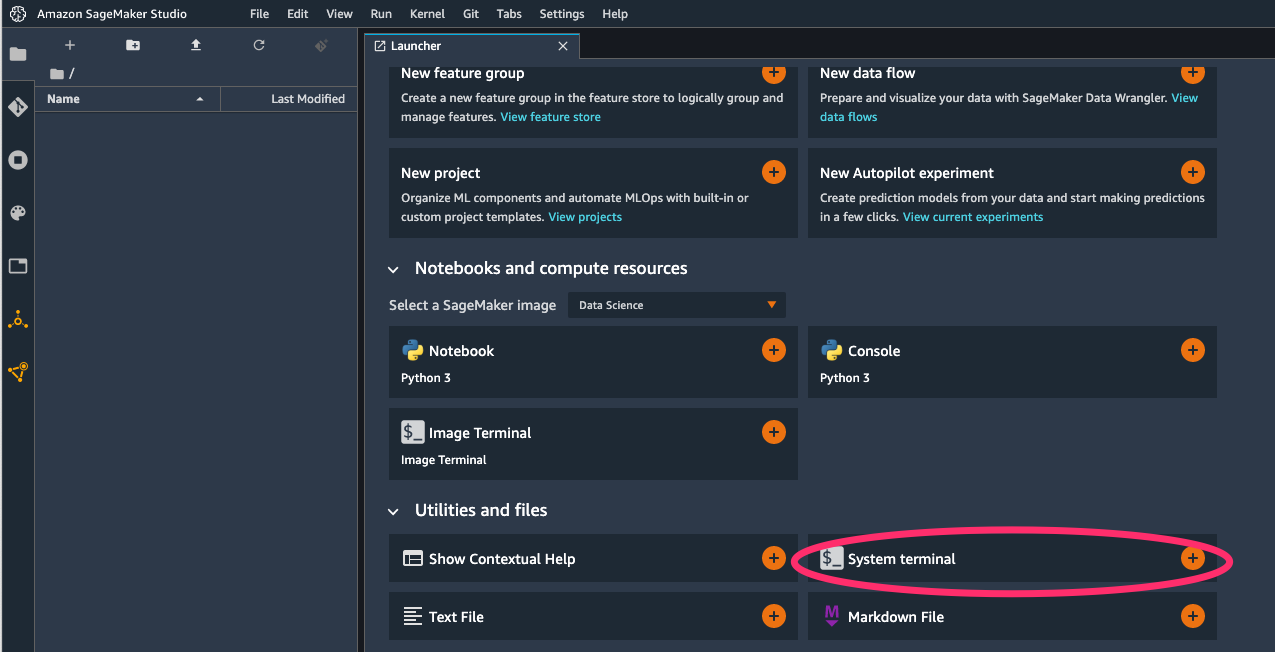 Amazon SageMaker Studio File Edit View Run Kernel Git Tabs Settings Help
/
Name Last Modified
Launcher
New feature group
Create a new feature group in the feature store to logically group and
manage features. View feature store
New data flow
Prepare and visualize your data with SageMaker Data Wrangler. View
data flows
New project
Organize ML components and automate MLOps with built-in or
custom project templates. View projects
New Autopilot experiment
Create prediction models from your data and start making predictions
in a few clicks. View current experiments
Notebooks and compute resources
Select a SageMaker image Data Science
Notebook
Python 3
Console
Python 3
$_ Image Terminal
Image Terminal
Utilities and files
Show Contextual Help
$_ System terminal
Text File
M Markdown File